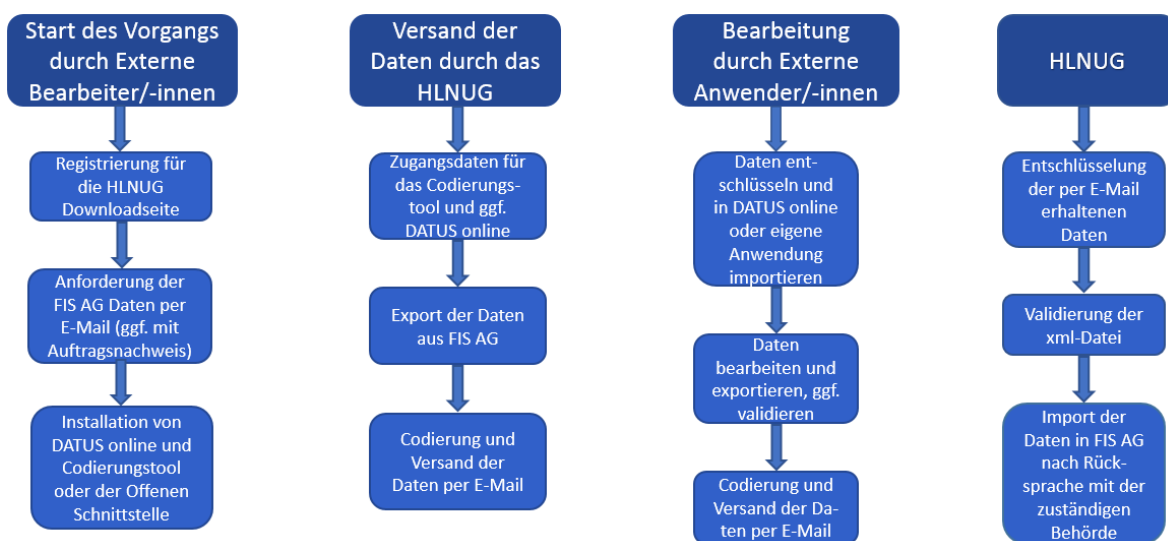 Start des Vorgangs
durch Externe
Bearbeiter/-innen
Registrierung für
die HLNUG
Downloadseite
Anforderung der
FIS AG Daten per
E-Mail (ggf. mit
Auftragsnachweis)
Installation von
DATUS online und
Codierungstool
oder der Offenen
Schnittstelle
Versand der
Daten durch das
HLNUG
Zugangsdaten für
das Codierungs-
tool und ggf.
DATUS online
Export der Daten
aus FIS AG
Codierung und
Versand der
Daten per E-Mail
Bearbeitung
durch Externe
Anwender/-innen
Daten ent-
schlüsseln und
in DATUS online
oder eigene
Anwendung
importieren
Daten
bearbeiten und
exportieren, ggf.
validieren
Codierung und
Versand der Da-
ten per E-Mail
HLNUG
Entschlüsselung
der per E-Mail
erhaltenen
Daten
Validierung der
xml-Datei
Import der
Daten in FIS AG
nach Rück-
sprache mit der
zuständigen
Behörde